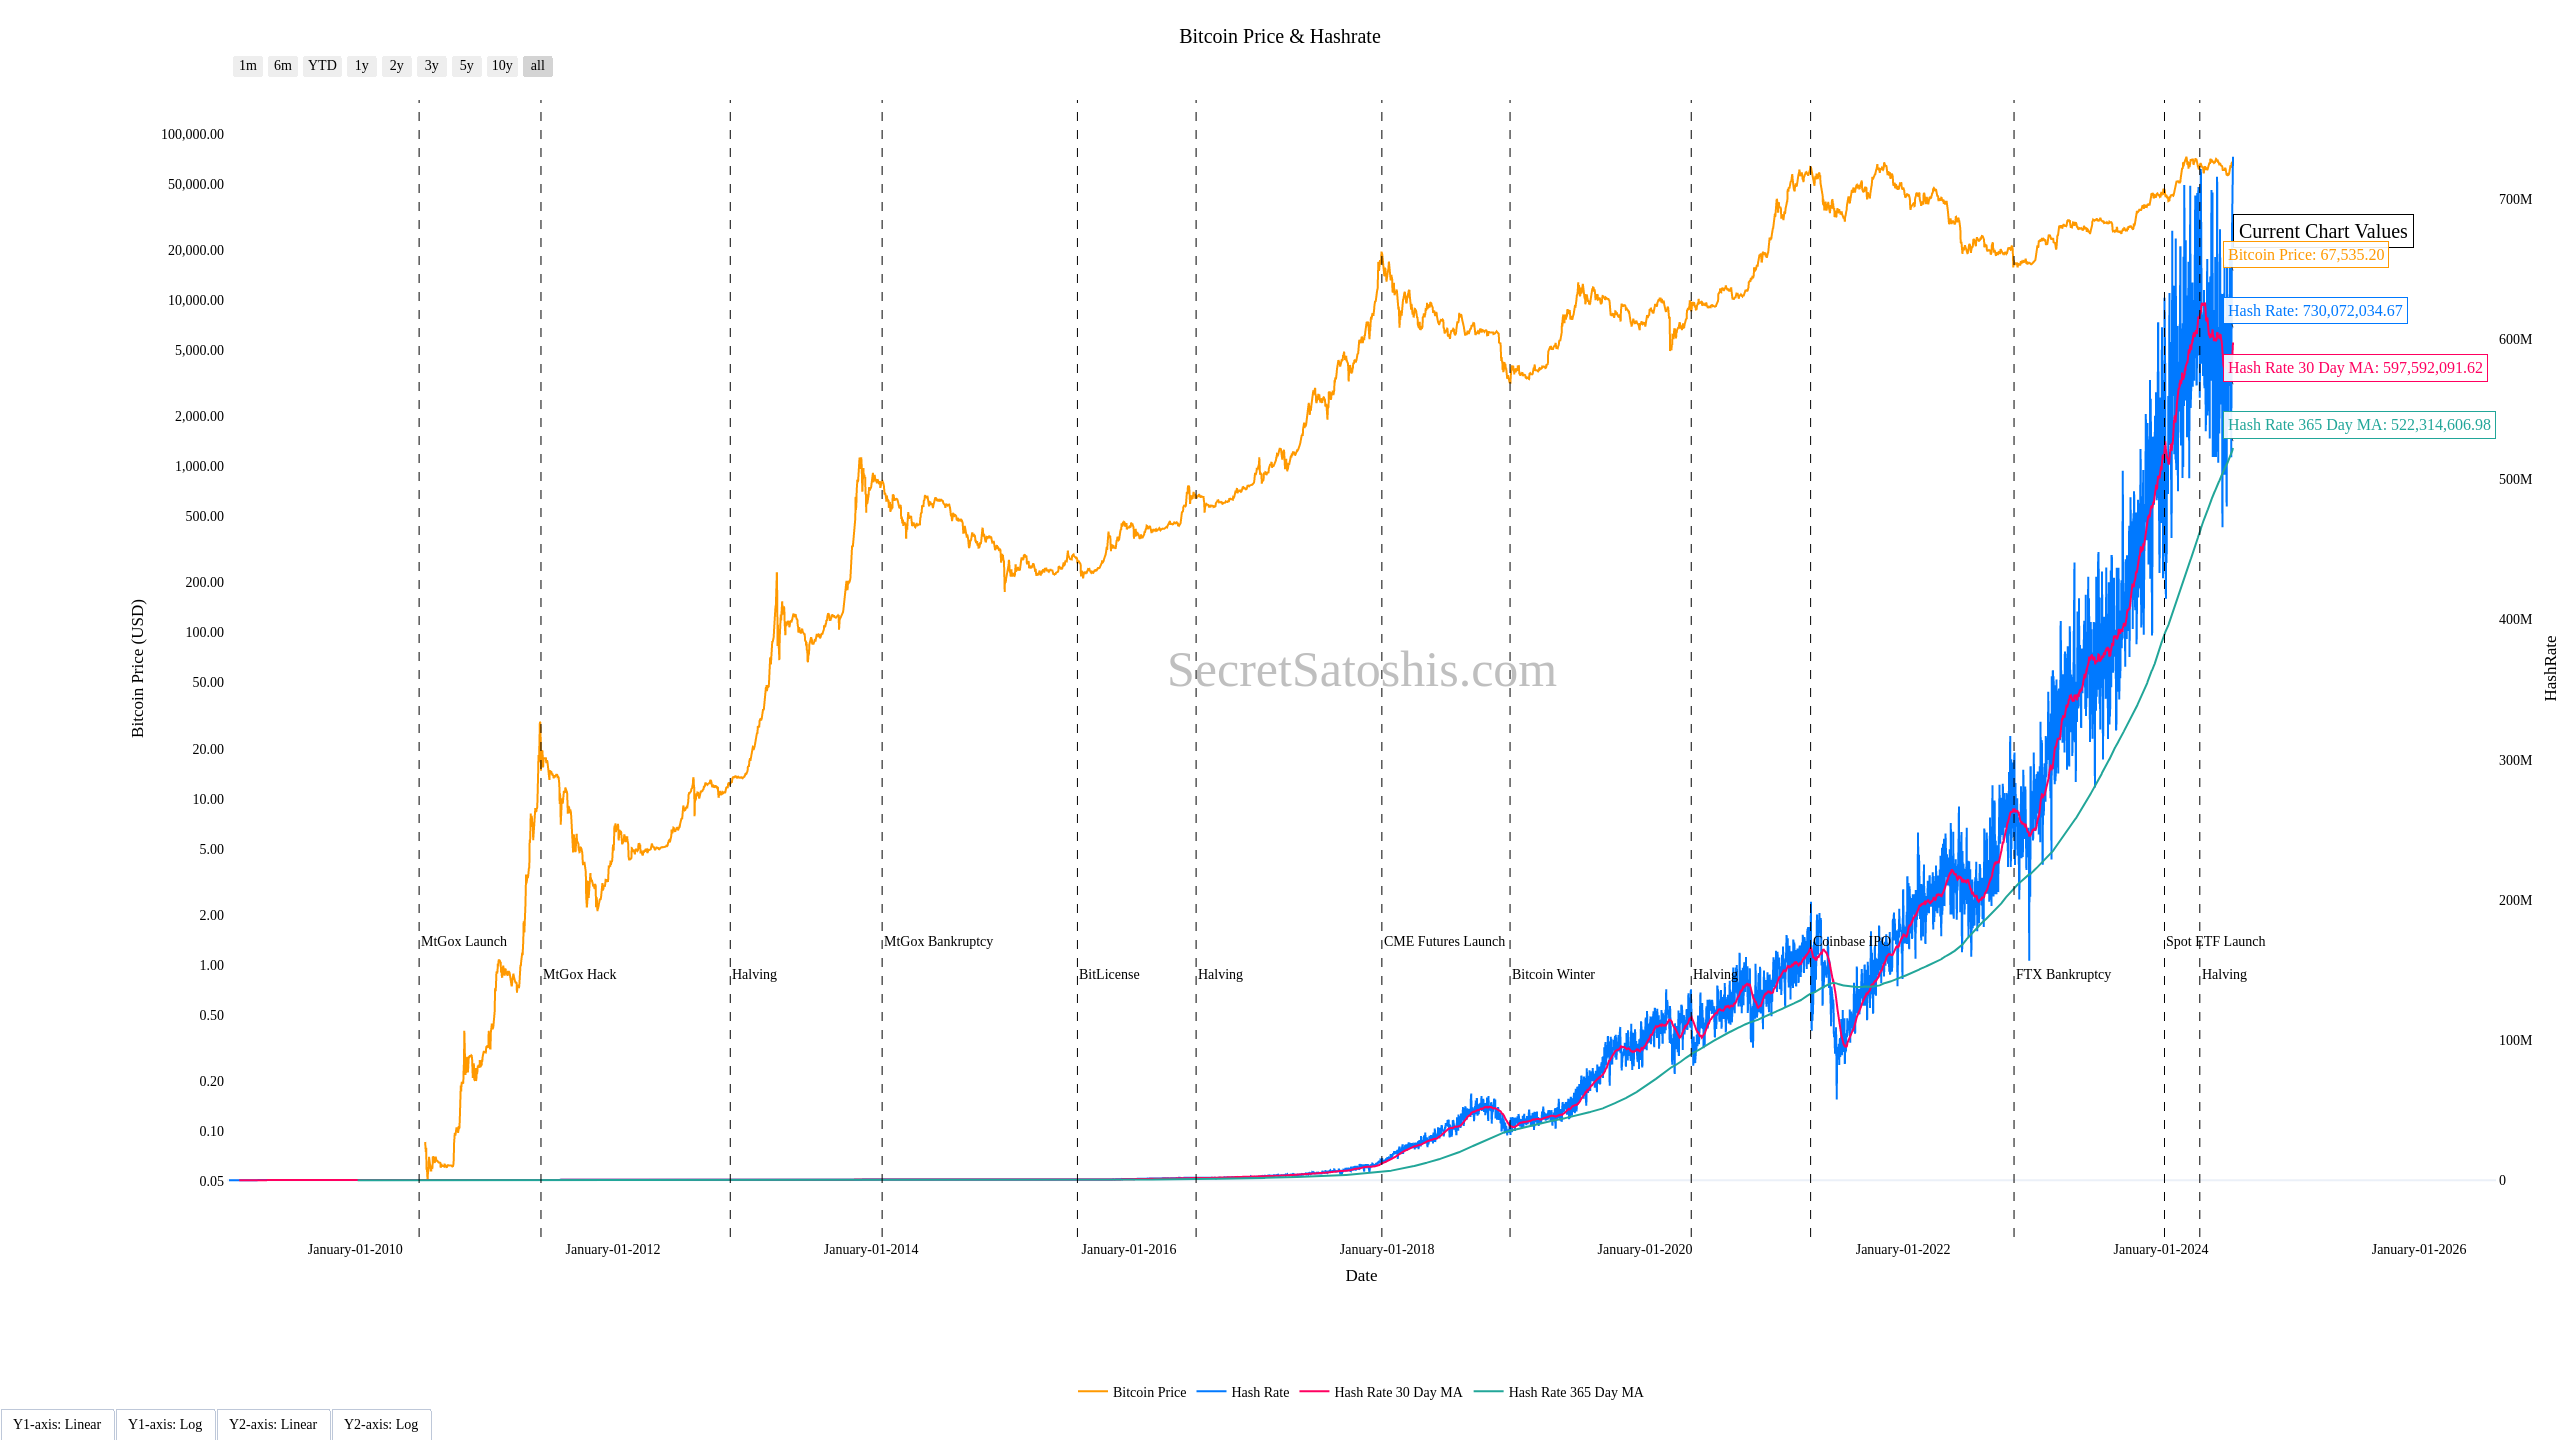 Bitcoin Price & Hashrate
1m 6m YTD 1y 2y 3y 5y 10y all
100,000.00
50,000.00
20,000.00
10,000.00
5,000.00
2,000.00
1,000.00
500.00
200.00
100.00
50.00
20.00
10.00
5.00
2.00
1.00
0.50
0.20
0.10
0.05
Bitcoin Price (USD)
700M
600M
500M
400M
300M
200M
100M
0
HashRate
Current Chart Values
Bitcoin Price: 67,535.20
Hash Rate: 730,072,034.67
Hash Rate 30 Day MA: 597,592,091.62
Hash Rate 365 Day MA: 522,314,606.98
SecretSatoshis.com
MtGox Launch
MtGox Hack
Halving
MtGox Bankruptcy
BitLicense
Halving
CME Futures Launch
Bitcoin Winter
Halving
Coinbase IPO
FTX Bankruptcy
Spot ETF Launch
Halving
January-01-2010 January-01-2012 January-01-2014 January-01-2016 January-01-2018 January-01-2020 January-01-2022 January-01-2024 January-01-2026
Date
Bitcoin Price Hash Rate Hash Rate 30 Day MA Hash Rate 365 Day MA
Y1-axis: Linear Y1-axis: Log Y2-axis: Linear Y2-axis: Log